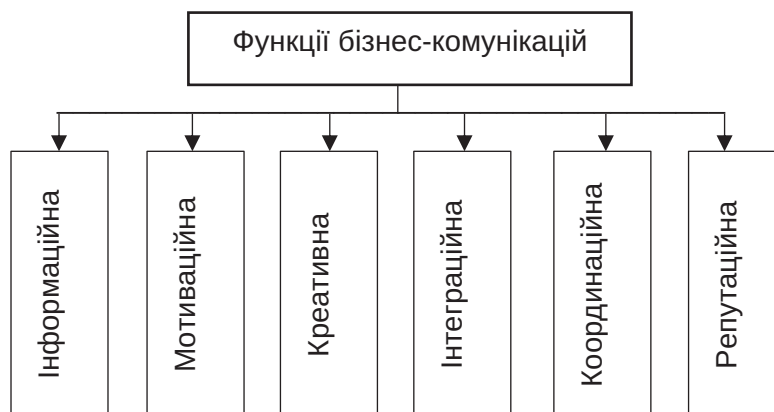 Функції бізнес-комунікацій
Інформаційна
Мотиваційна
Креативна
Інтеграційна
Координаційна
Репутаційна